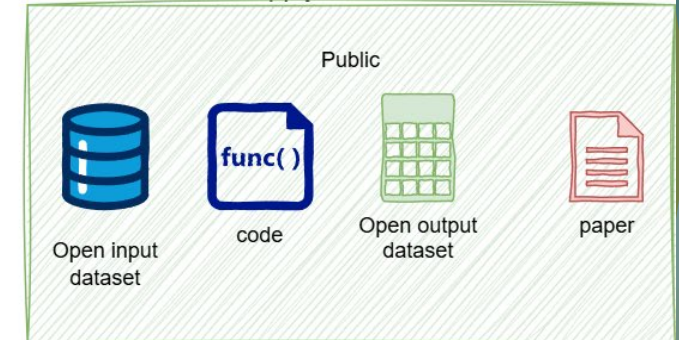 Public
func( )
Open input
dataset
code
Open output
dataset
paper